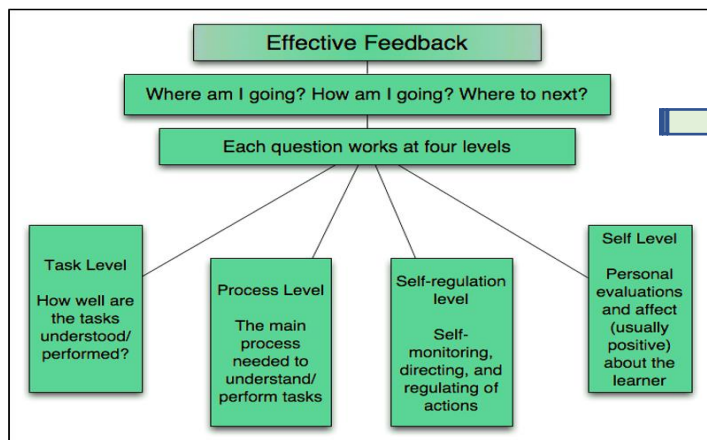 Effective Feedback
Where am I going? How am I going? Where to next?
Each question works at four levels
Task Level
How well are
the tasks
understood/
performed?
Process Level
The main
process
needed to
understand/
perform tasks
Self-regulation
level
Self-
monitoring,
directing, and
regulating of
actions
Self Level
Personal
evaluations
and affect
(usually
positive)
about the
learner